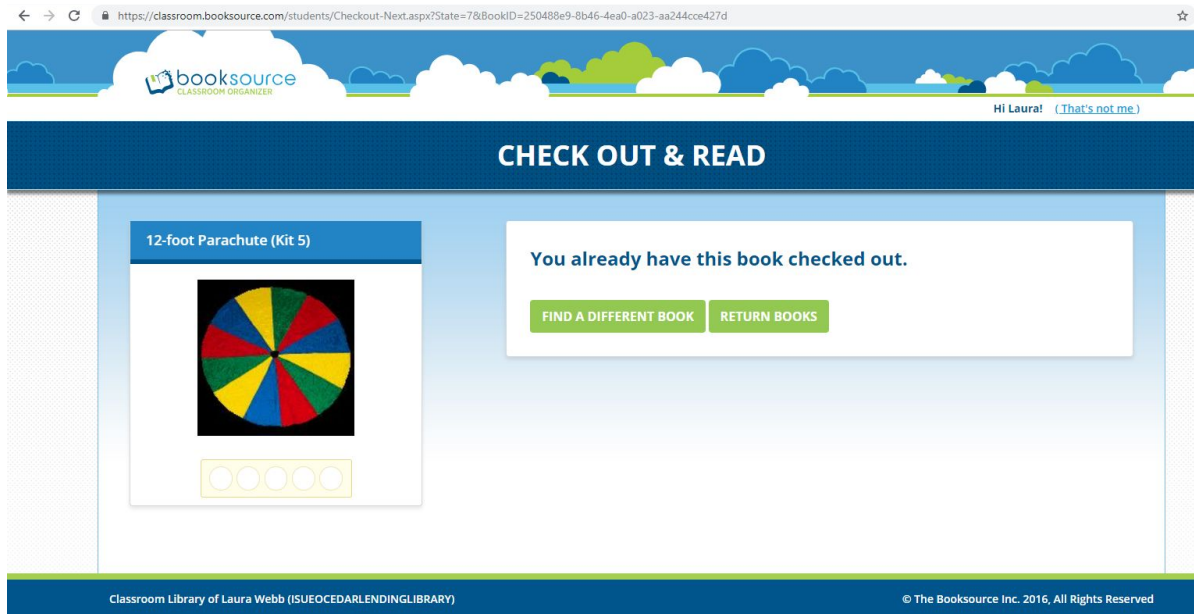 https://classroom.booksource.com/students/Checkout-Next.aspx?State=7&BookID=250488e9-8b46-4ea0-a023-aa244cce427d
booksource
CLASSROOM ORGANIZER
Hi Laura! (That's not me)
CHECK OUT & READ
12-foot Parachute (Kit 5)
You already have this book checked out.
FIND A DIFFERENT BOOK RETURN BOOKS
Classroom Library of Laura Webb (ISUEOCEDARLENDINGLIBRARY) © The Booksource Inc. 2016, All Rights Reserved